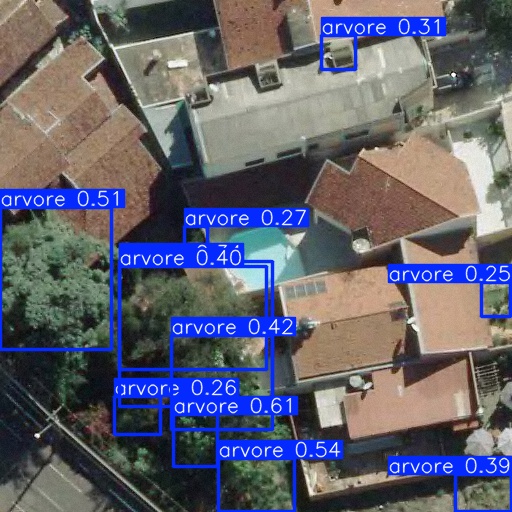 arvore 0.31
arvore 0.51
arvore 0.27
arvore 0.40
arvore 0.25
arvore 0.42
arvore 0.26
arvore 0.61
arvore 0.54
arvore 0.39